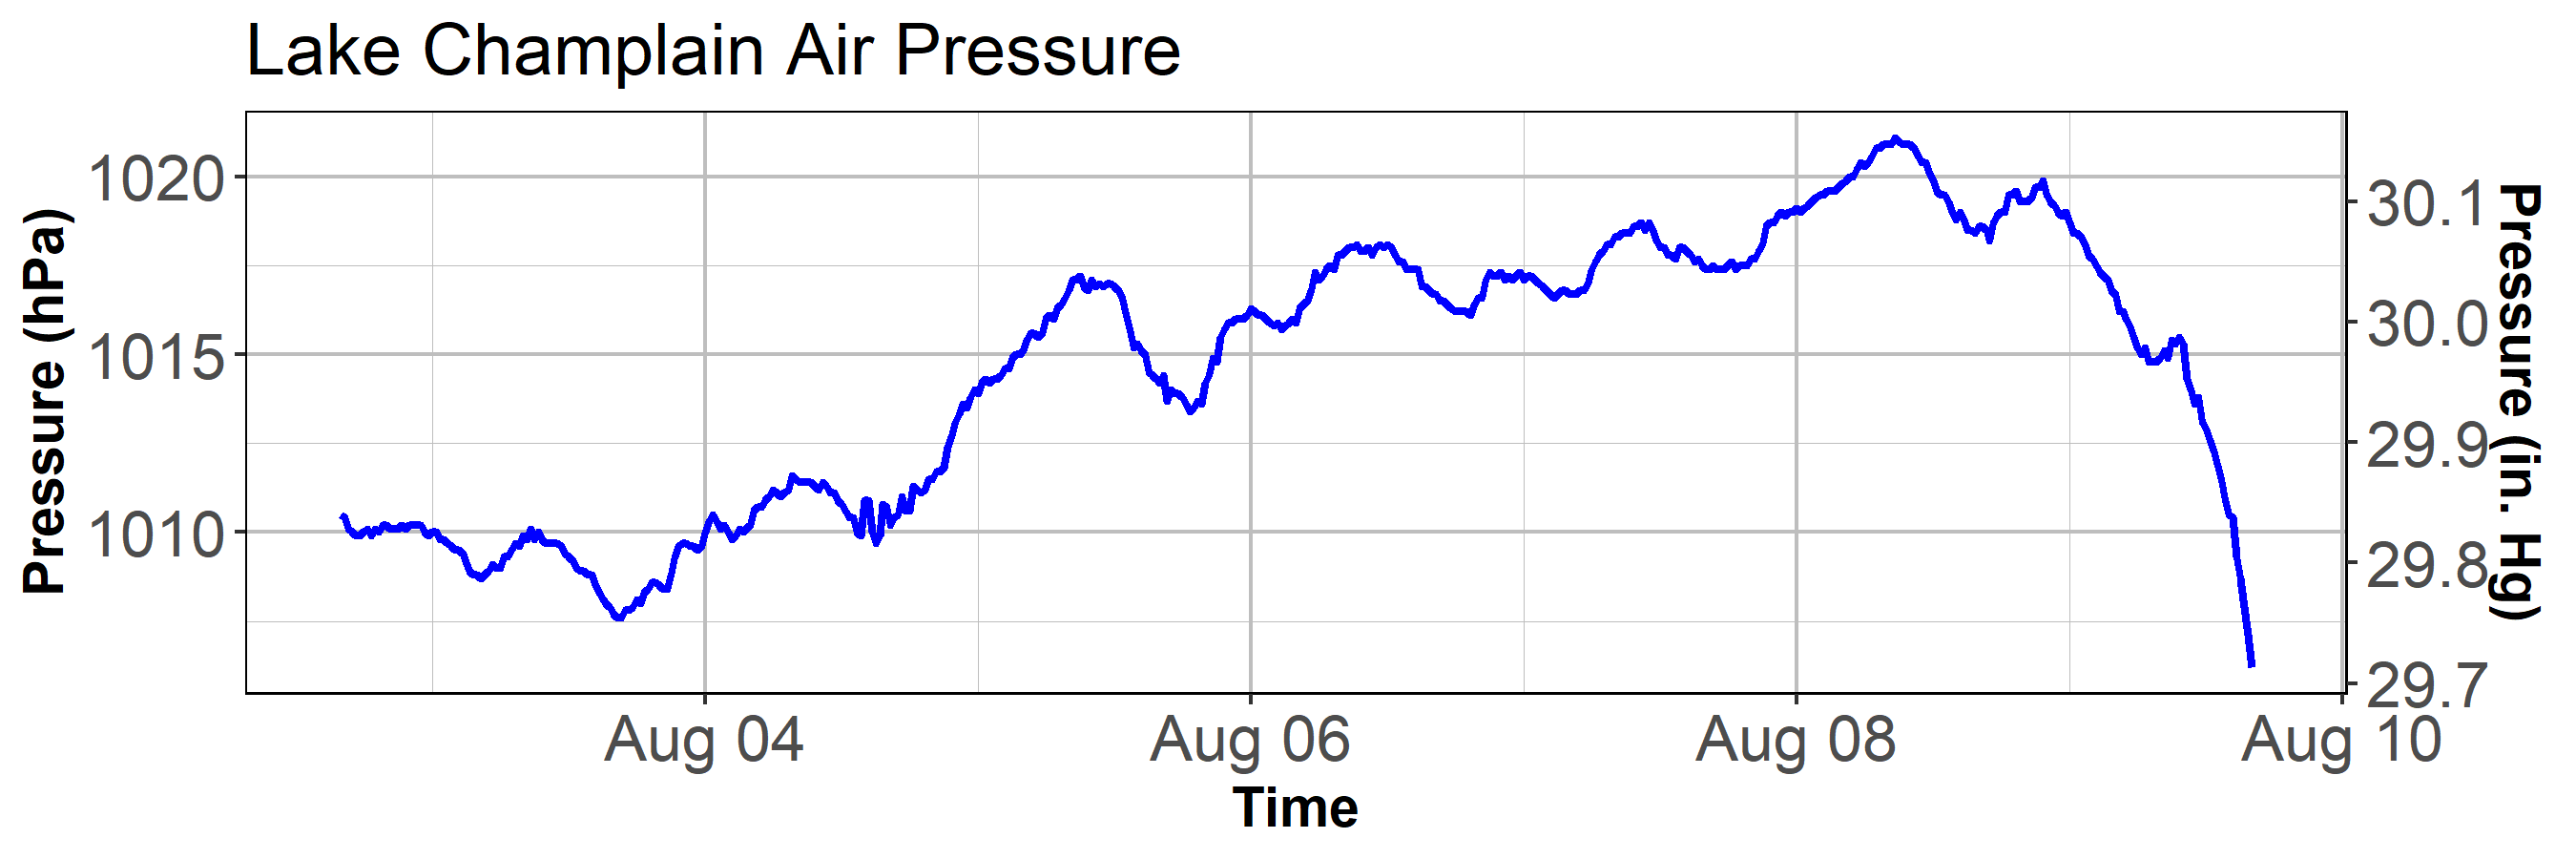 Lake Champlain Air Pressure
Pressure (hPa)
1020
1015
1010
30.1
30.0
29.9
29.8
29.7
Pressure (in. Hg)
Aug 04
Aug 06
Aug 08
Aug 10
Time